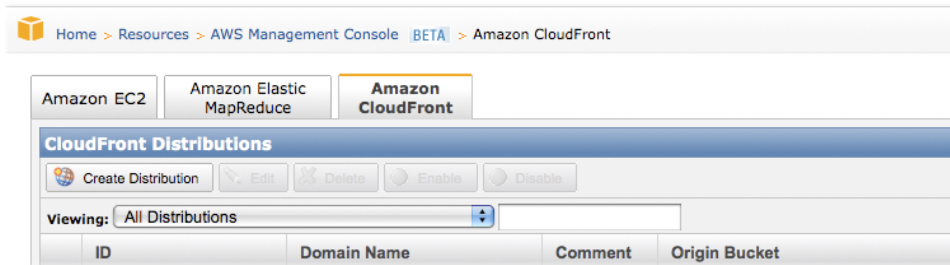 Home > Resources > AWS Management Console BETA > Amazon CloudFront
Amazon EC2
Amazon Elastic
MapReduce
Amazon
CloudFront
CloudFront Distributions
Create Distribution Edit Delete Enable Disable
Viewing: All Distributions
ID Domain Name Comment Origin Bucket